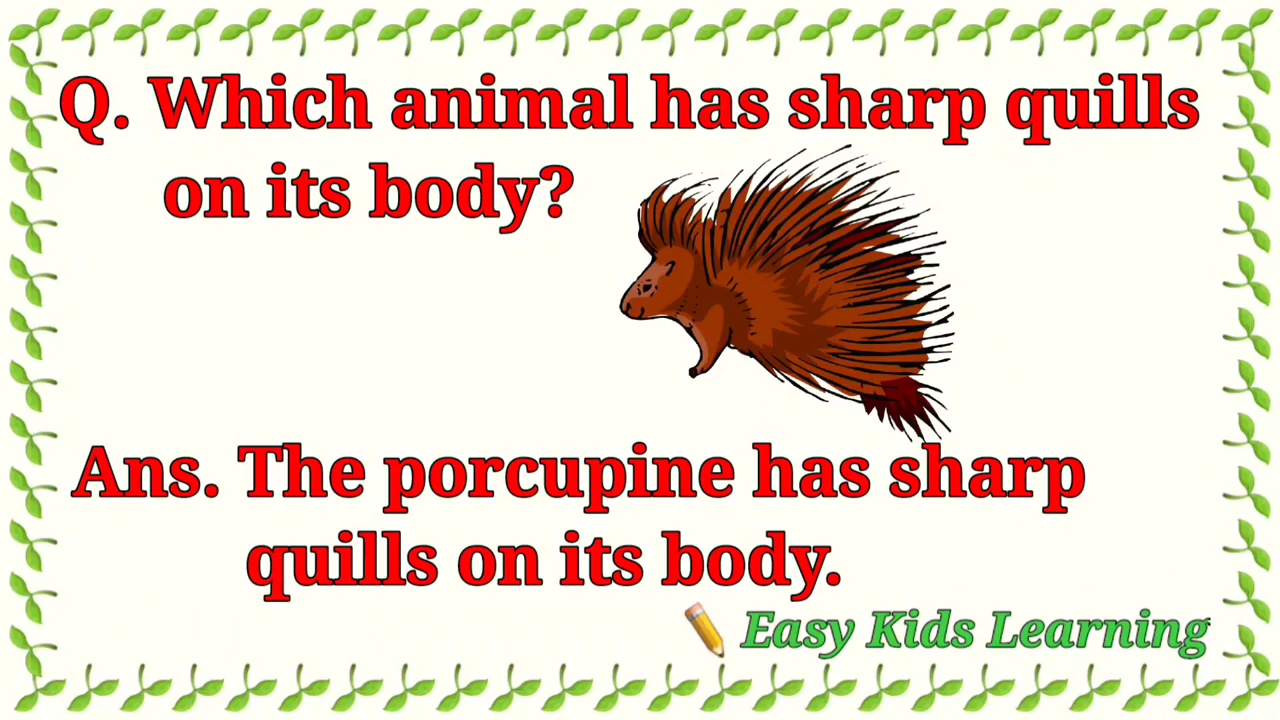 Q. Which animal has sharp quills
on its body?
Ans. The porcupine has sharp
quills on its body.
Easy Kids Learning